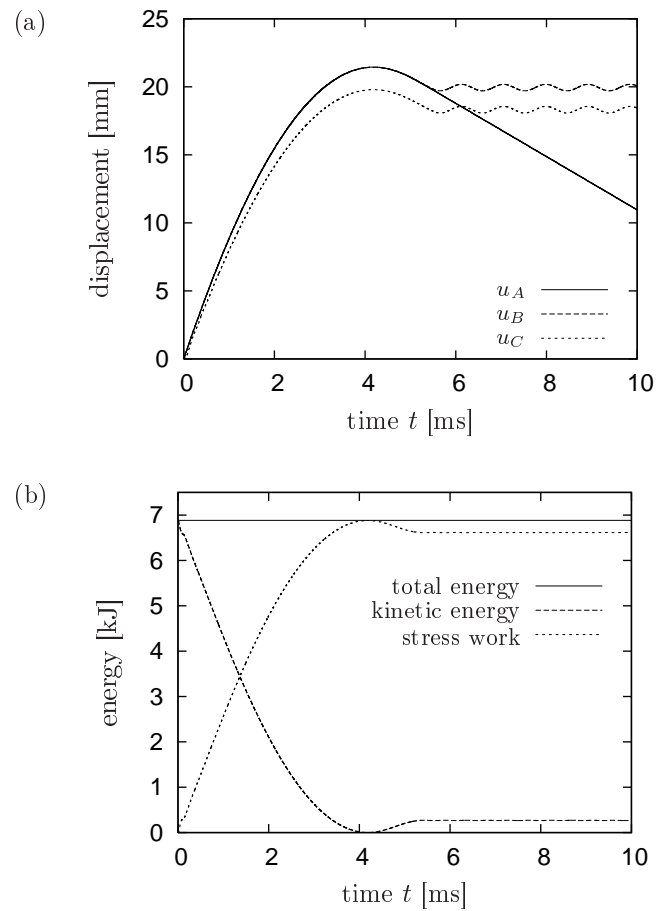 (a)
25
20
15
10
5
0
displacement [mm]
u_A
u_B
u_C
0 2 4 6 8 10
time t [ms]
(b)
7
6
5
4
3
2
1
0
energy [kJ]
total energy
kinetic energy
stress work
0 2 4 6 8 10
time t [ms]